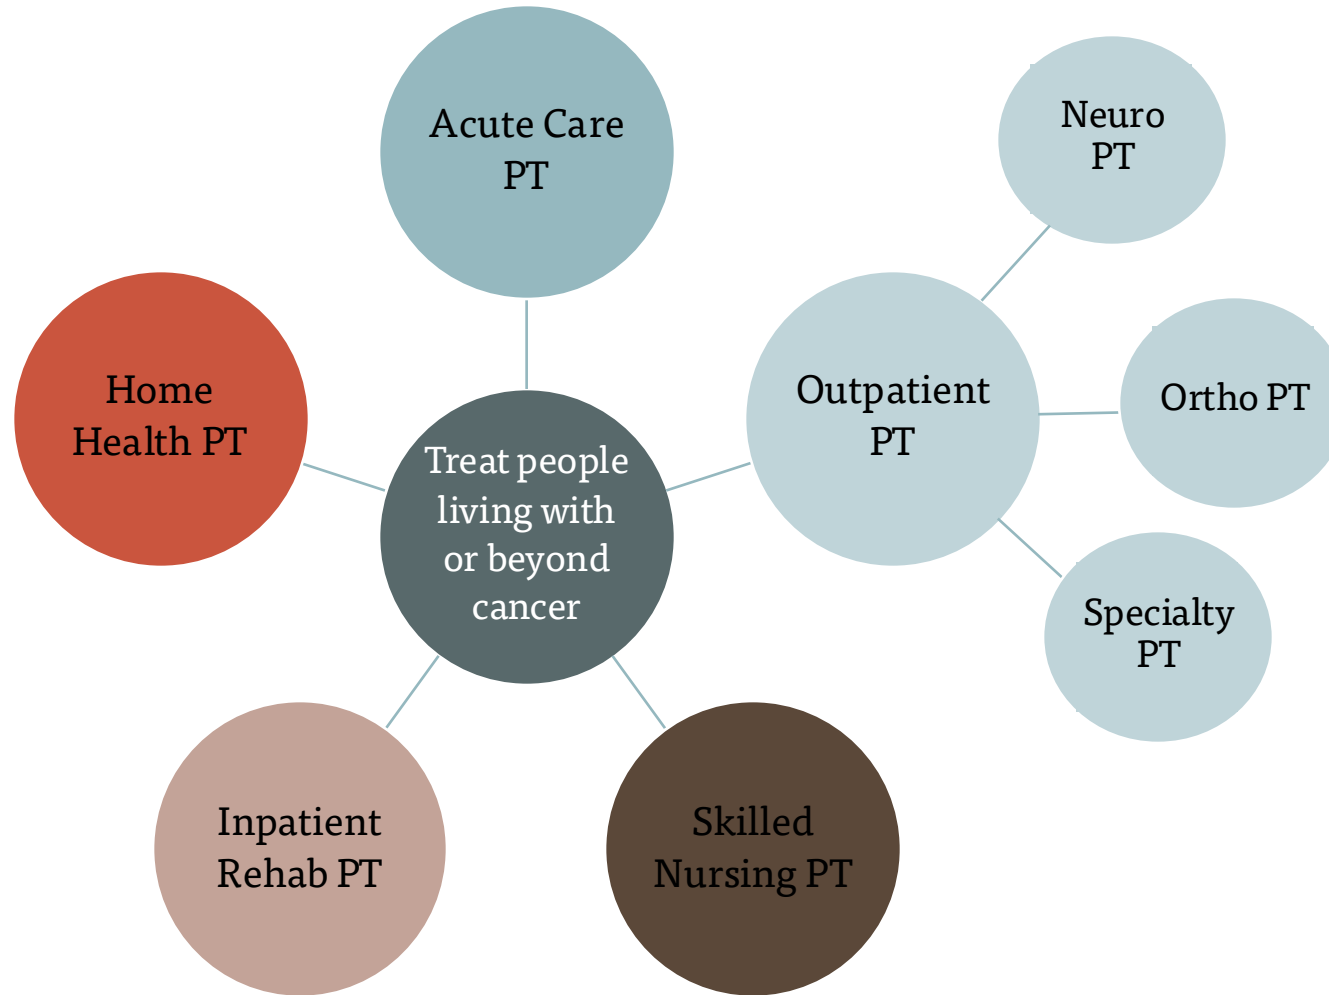 Acute Care
PT
Neuro
PT
Home
Health PT
Outpatient
PT
Ortho PT
Treat people
living with
or beyond
cancer
Specialty
PT
Inpatient
Rehab PT
Skilled
Nursing PT